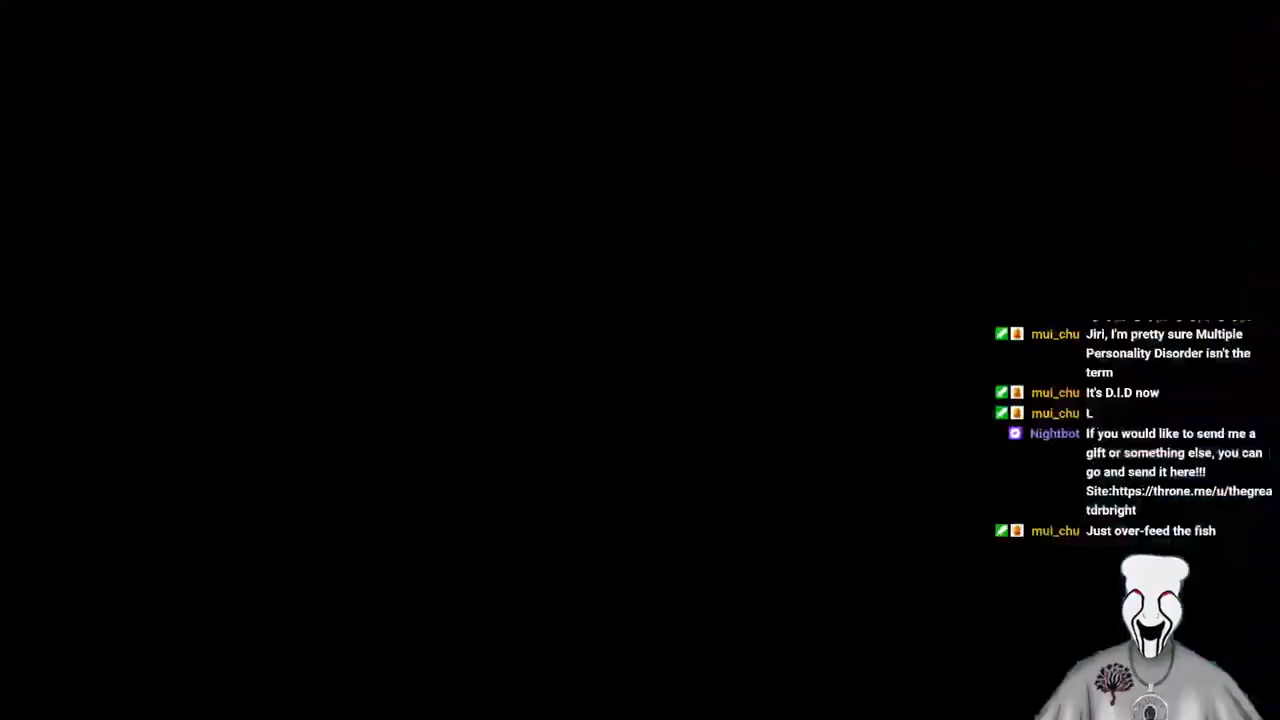 mui_chu Jiri, I'm pretty sure Multiple
Personality Disorder isn't the
term
mui_chu It's D.I.D now
mui_chu L
Nightbot If you would like to send me a
gift or something else, you can
go and send it here!!!
Site:https://throne.me/u/thegrea
tdrbright
mui_chu Just over-feed the fish